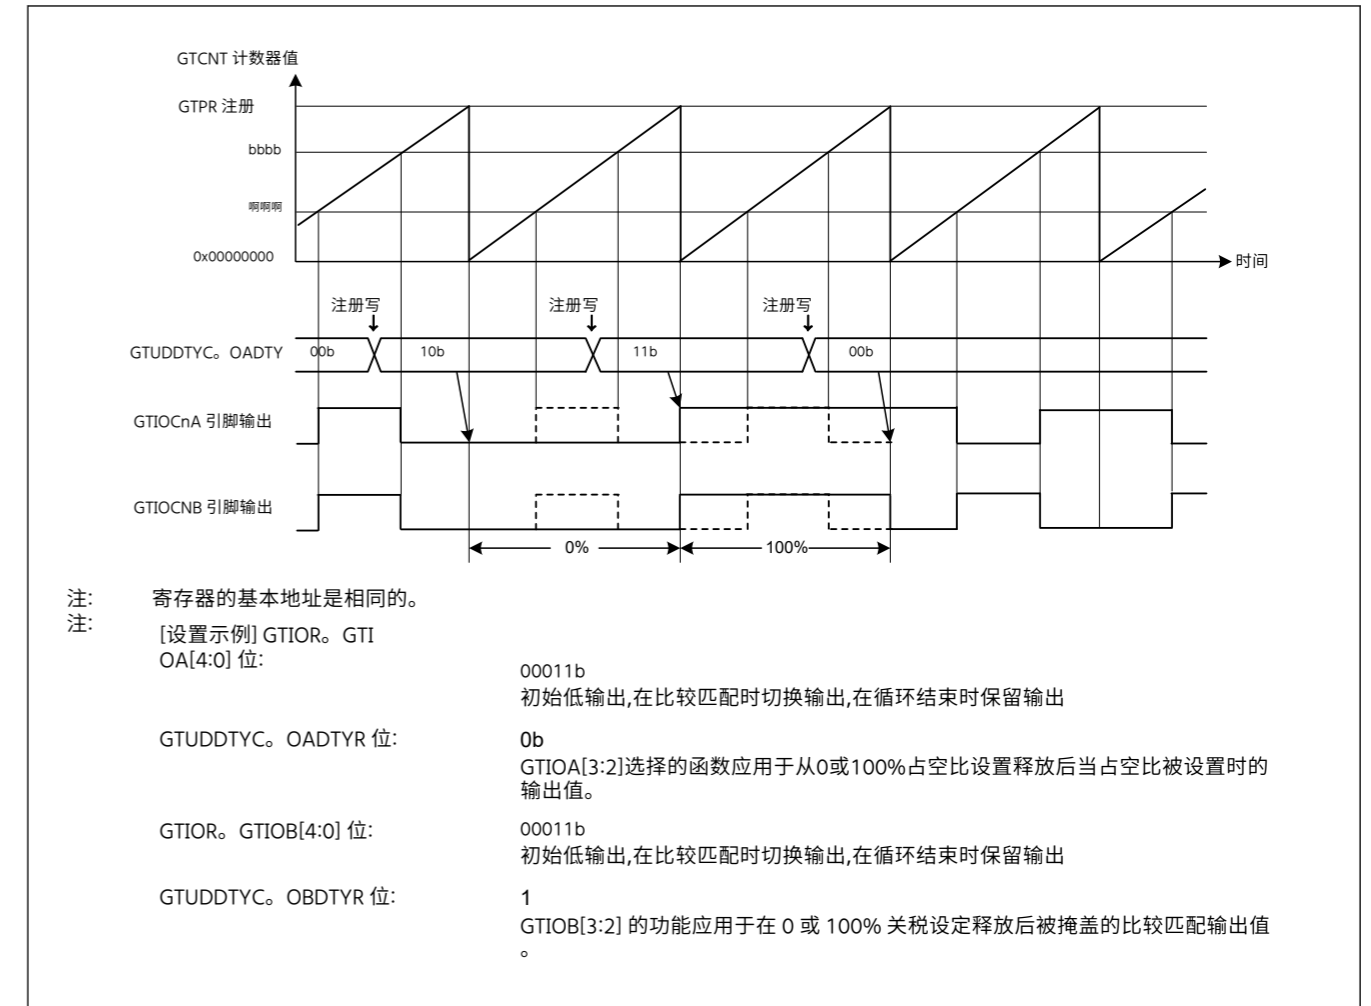 GTCNT 计数器值
GTPR 注册
bbbb
啊啊啊
0x00000000
时间
注册写 注册写 注册写
GTUDDTYC。OADTY 00b 10b 11b 00b
GTIOCnA 引脚输出
GTIOCNB 引脚输出
0% 100%
注: 寄存器的基本地址是相同的。
注:
[设置示例] GTIOR。GTI
OA[4:0] 位:
00011b
初始低输出,在比较匹配时切换输出,在循环结束时保留输出
GTUDDTYC。OADTYR 位: 0b
GTIOA[3:2]选择的函数应用于从0或100%占空比设置释放后当占空比被设置时的
输出值。
GTIOR。GTIOB[4:0] 位: 00011b
初始低输出,在比较匹配时切换输出,在循环结束时保留输出
GTUDDTYC。OBDTYR 位: 1
GTIOB[3:2] 的功能应用于在 0 或 100% 关税设定释放后被掩盖的比较匹配输出值
。